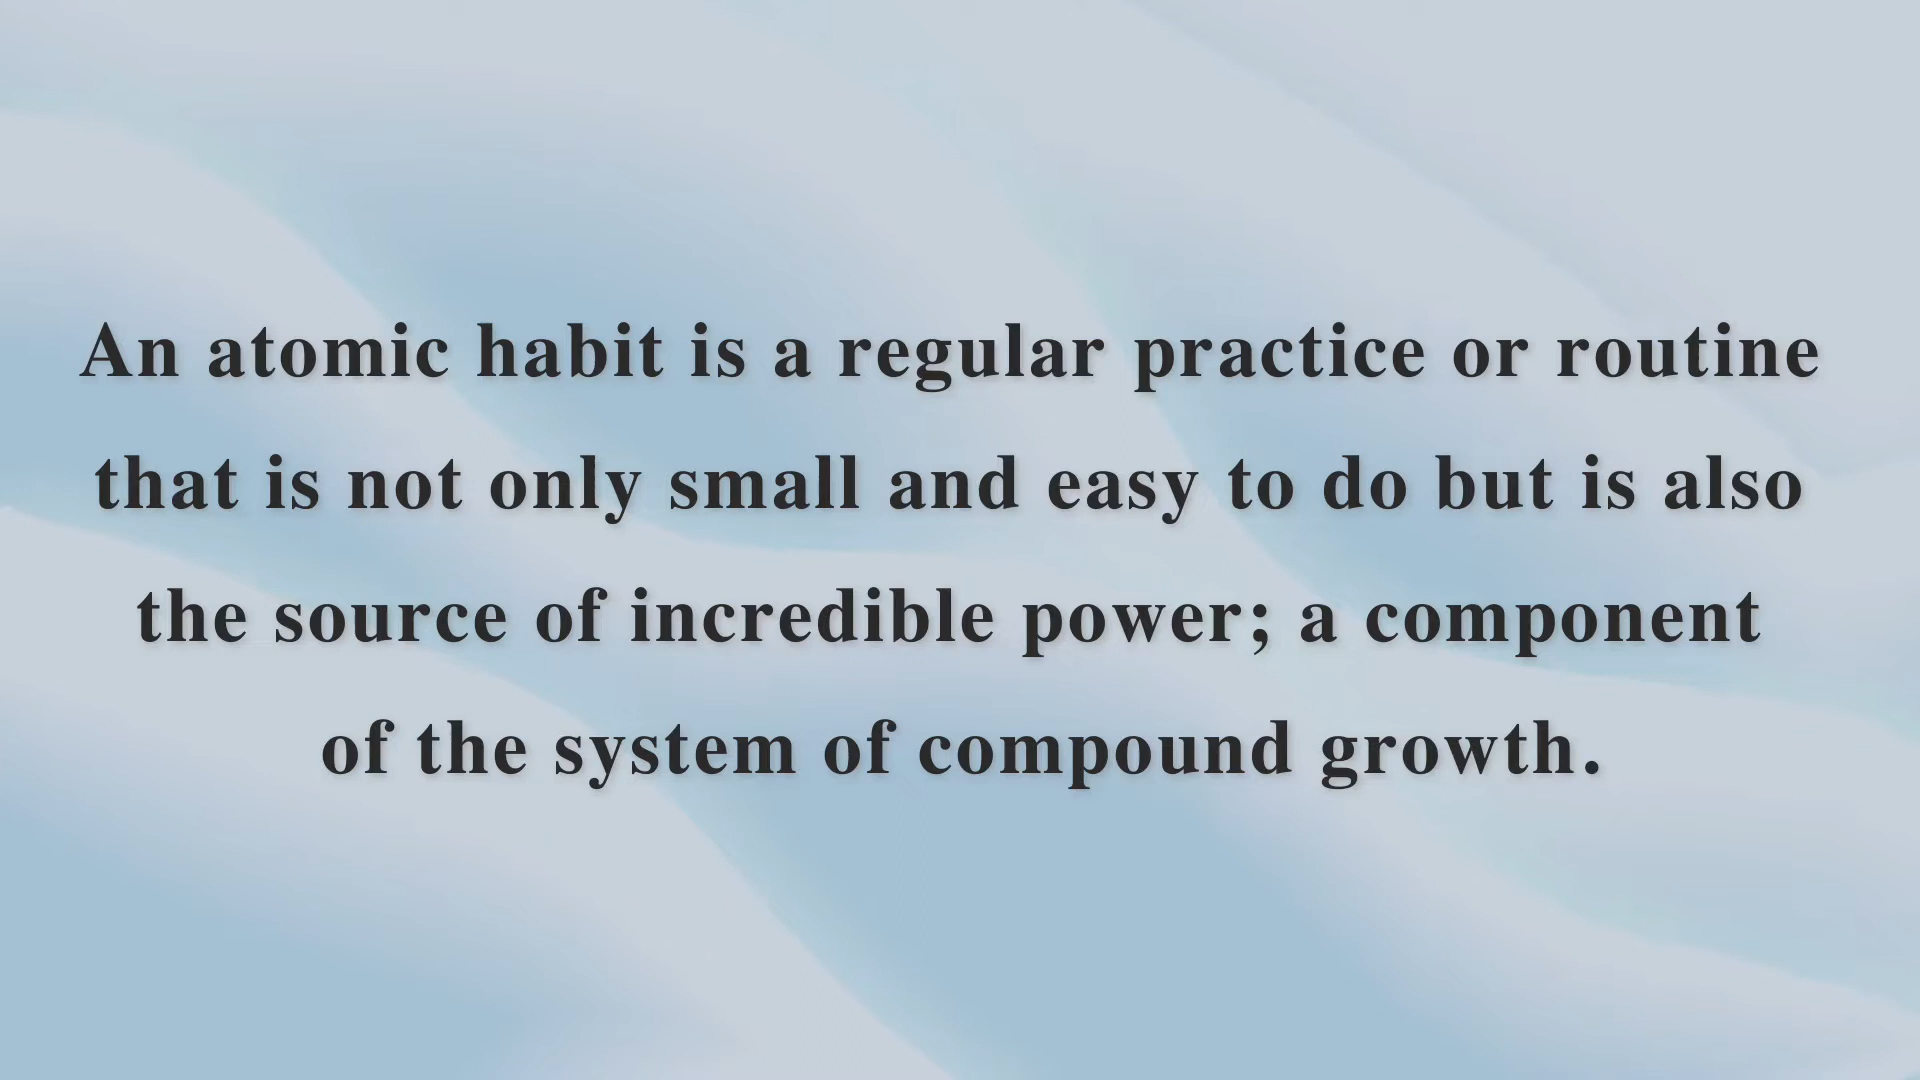 An atomic habit is a regular practice or routine
that is not only small and easy to do but is also
the source of incredible power; a component
of the system of compound growth.